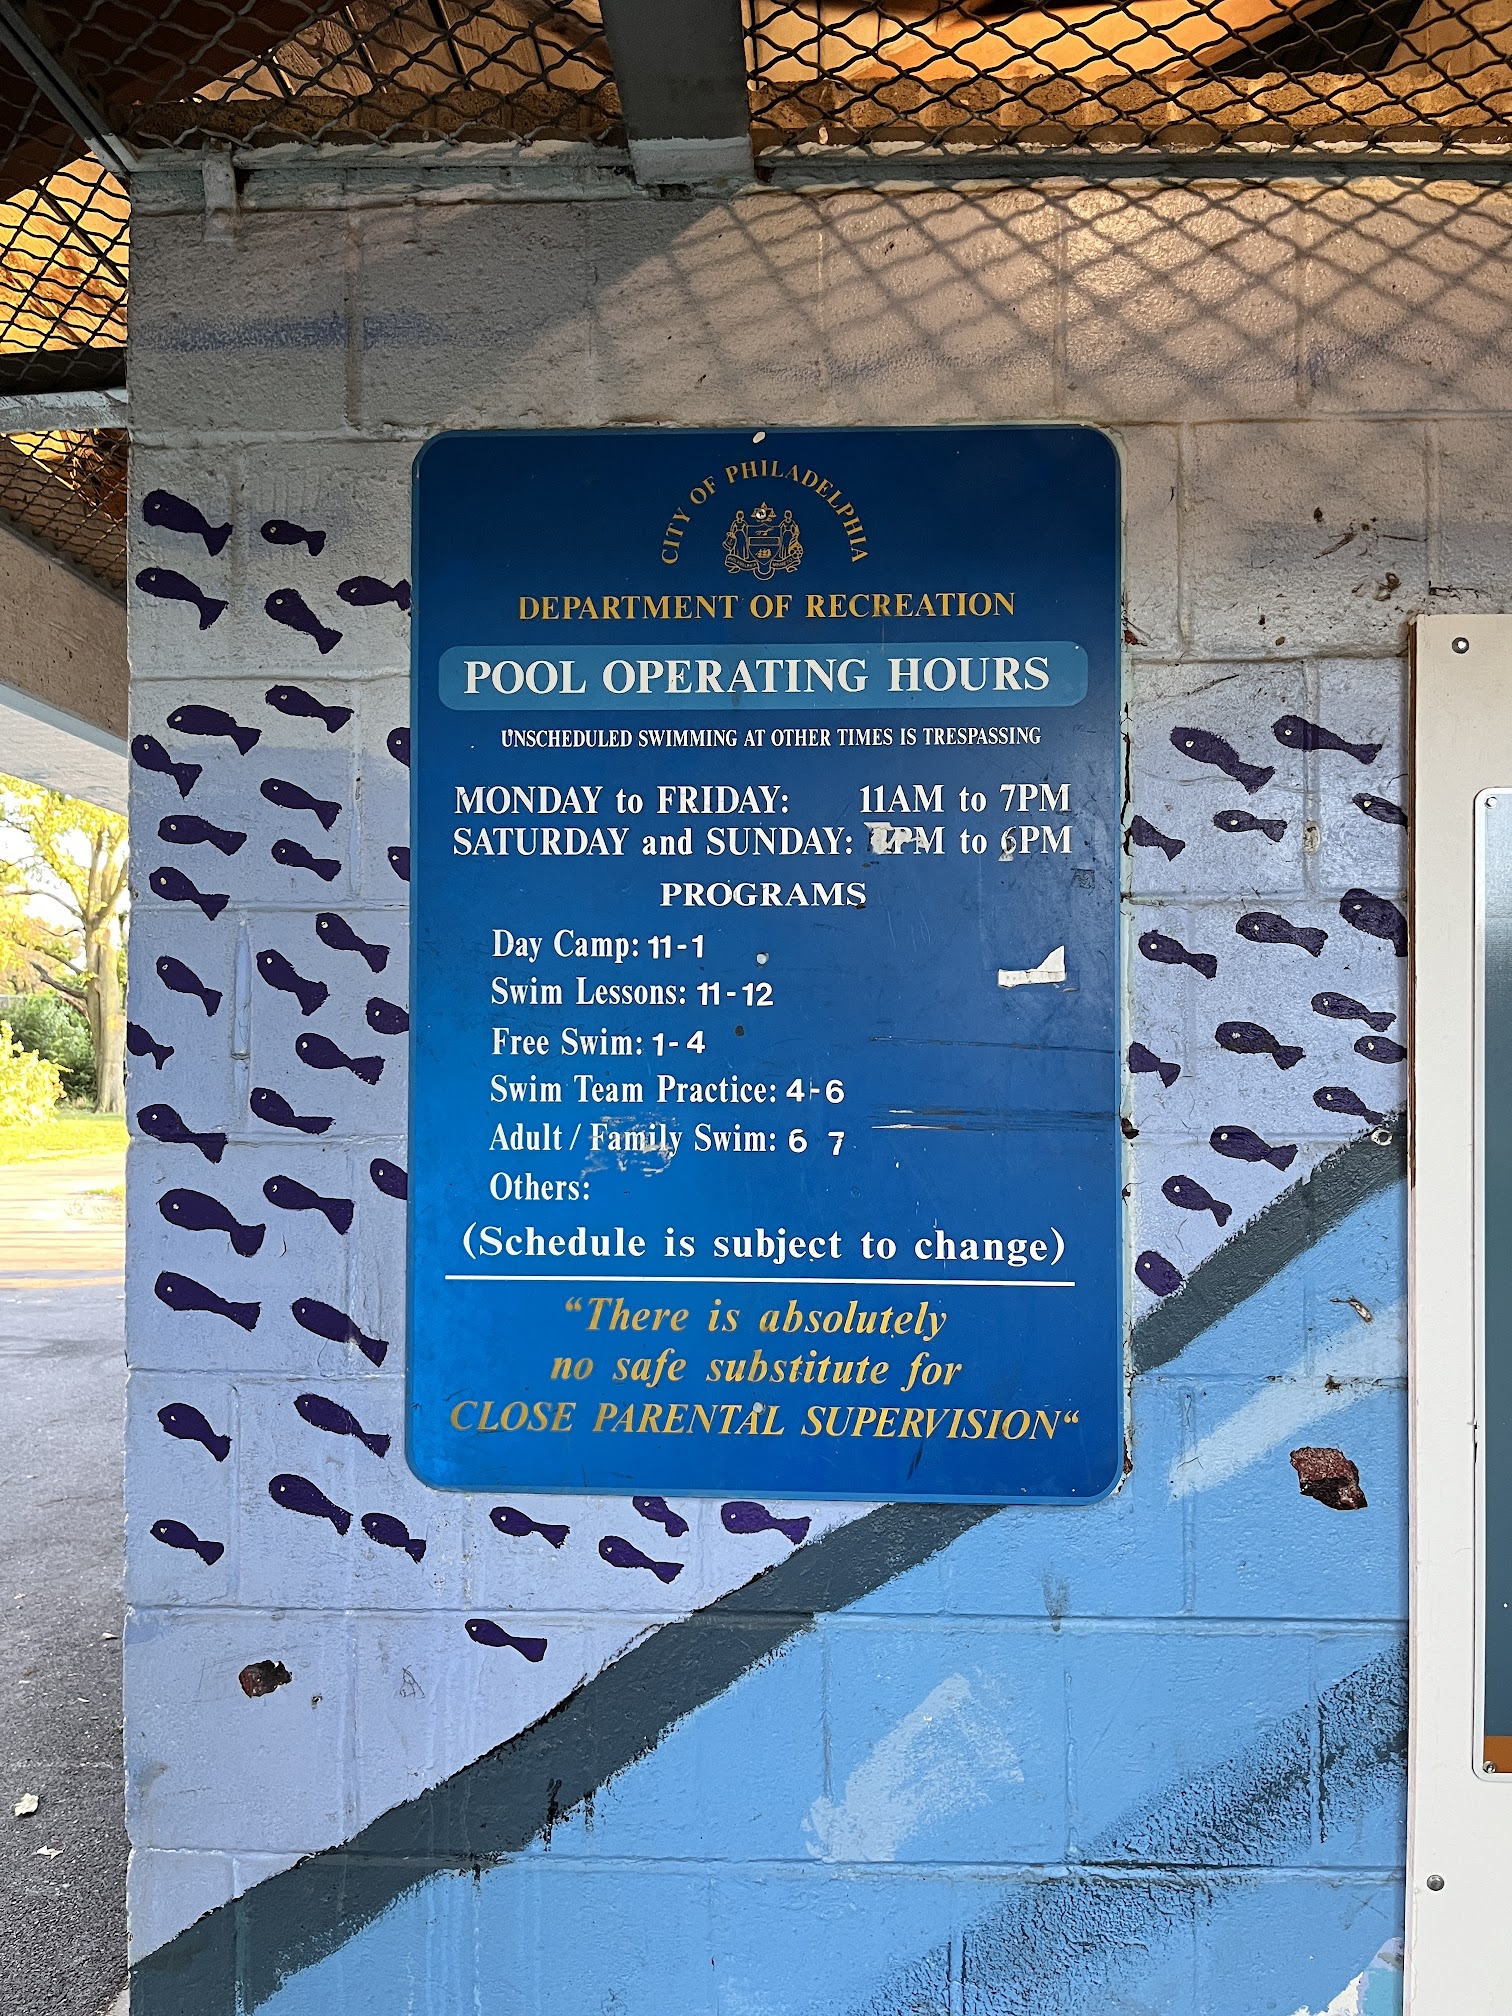 CITY OF PHILADELPHIA
DEPARTMENT OF RECREATION
POOL OPERATING HOURS
UNSCHEDULED SWIMMING AT OTHER TIMES IS TRESPASSING
MONDAY to FRIDAY: 11AM to 7PM
SATURDAY and SUNDAY: PM to 6PM
PROGRAMS
Day Camp: 11-1
Swim Lessons: 11-12
Free Swim: 1-4
Swim Team Practice: 4-6
Adult / Family Swim: 6 7
Others:
(Schedule is subject to change)
“There is absolutely
no safe substitute for
CLOSE PARENTAL SUPERVISION“